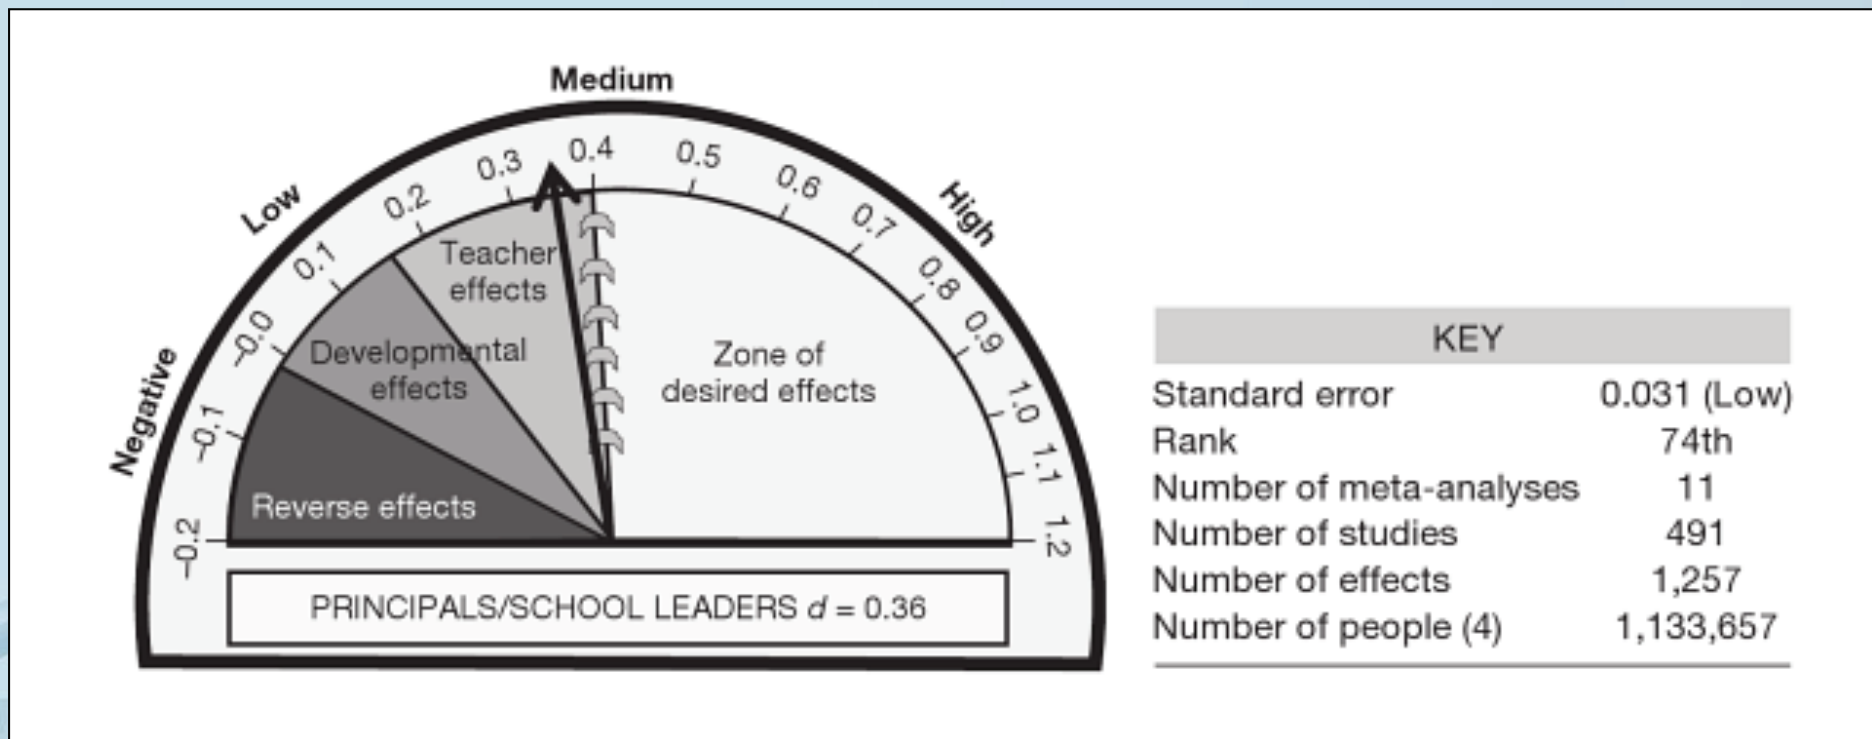 Medium
Low
High
Negative
–0.2
–0.1
–0.0
0.1
0.2
0.3
0.4
0.5
0.6
0.7
0.8
0.9
1.0
1.1
1.2
Teacher
effects
Developmental
effects
Reverse effects
Zone of
desired effects
PRINCIPALS/SCHOOL LEADERS d = 0.36
KEY
Standard error 0.031 (Low)
Rank 74th
Number of meta-analyses 11
Number of studies 491
Number of effects 1,257
Number of people (4) 1,133,657